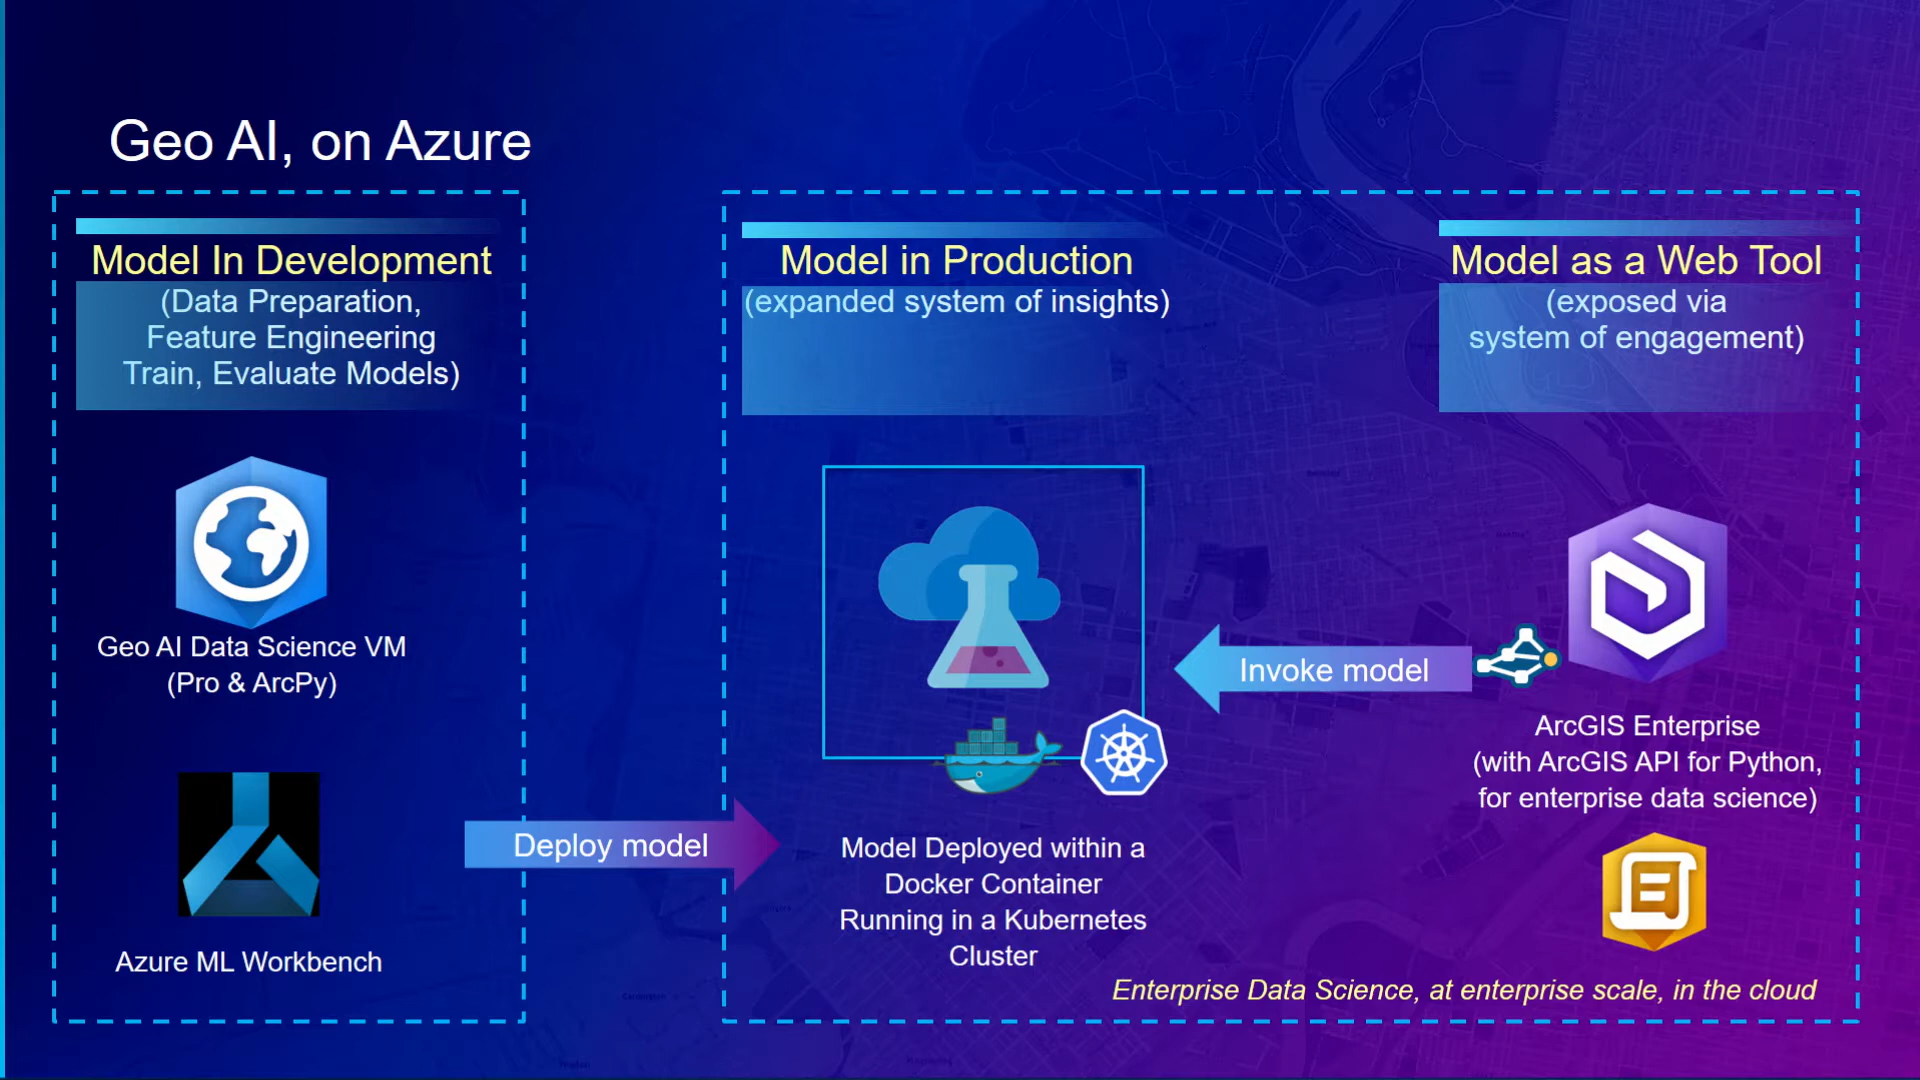 Geo AI, on Azure
Model In Development
(Data Preparation,
Feature Engineering
Train, Evaluate Models)
Geo AI Data Science VM
(Pro & ArcPy)
Azure ML Workbench
Deploy model
Model in Production
(expanded system of insights)
Model Deployed within a
Docker Container
Running in a Kubernetes
Cluster
Invoke model
Model as a Web Tool
(exposed via
system of engagement)
ArcGIS Enterprise
(with ArcGIS API for Python,
for enterprise data science)
Enterprise Data Science, at enterprise scale, in the cloud